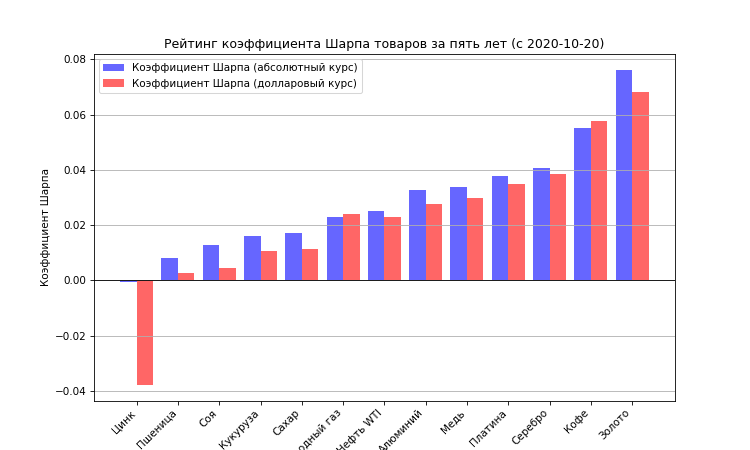 Рейтинг коэффициента Шарпа товаров за пять лет (с 2020-10-20)
Коэффициент Шарпа (абсолютный курс)
Коэффициент Шарпа (долларовый курс)
Коэффициент Шарпа
0.08
0.06
0.04
0.02
0.00
−0.02
−0.04
Цинк
Пшеница
Соя
Кукуруза
Сахар
газ
Нефть WTI
Алюминий
Медь
Платина
Серебро
Кофе
Золото